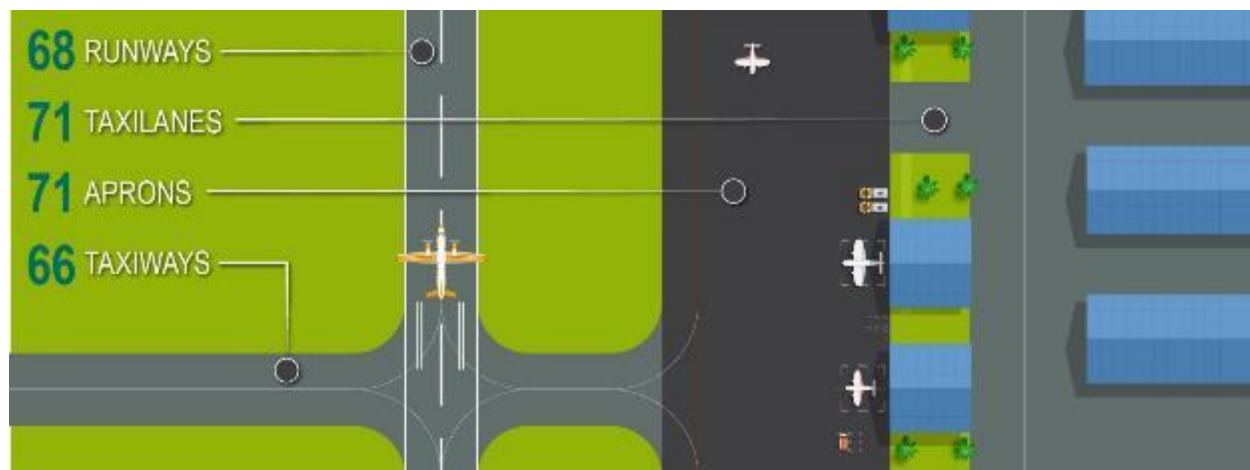 68 RUNWAYS
71 TAXILANES
71 APRONS
66 TAXIWAYS